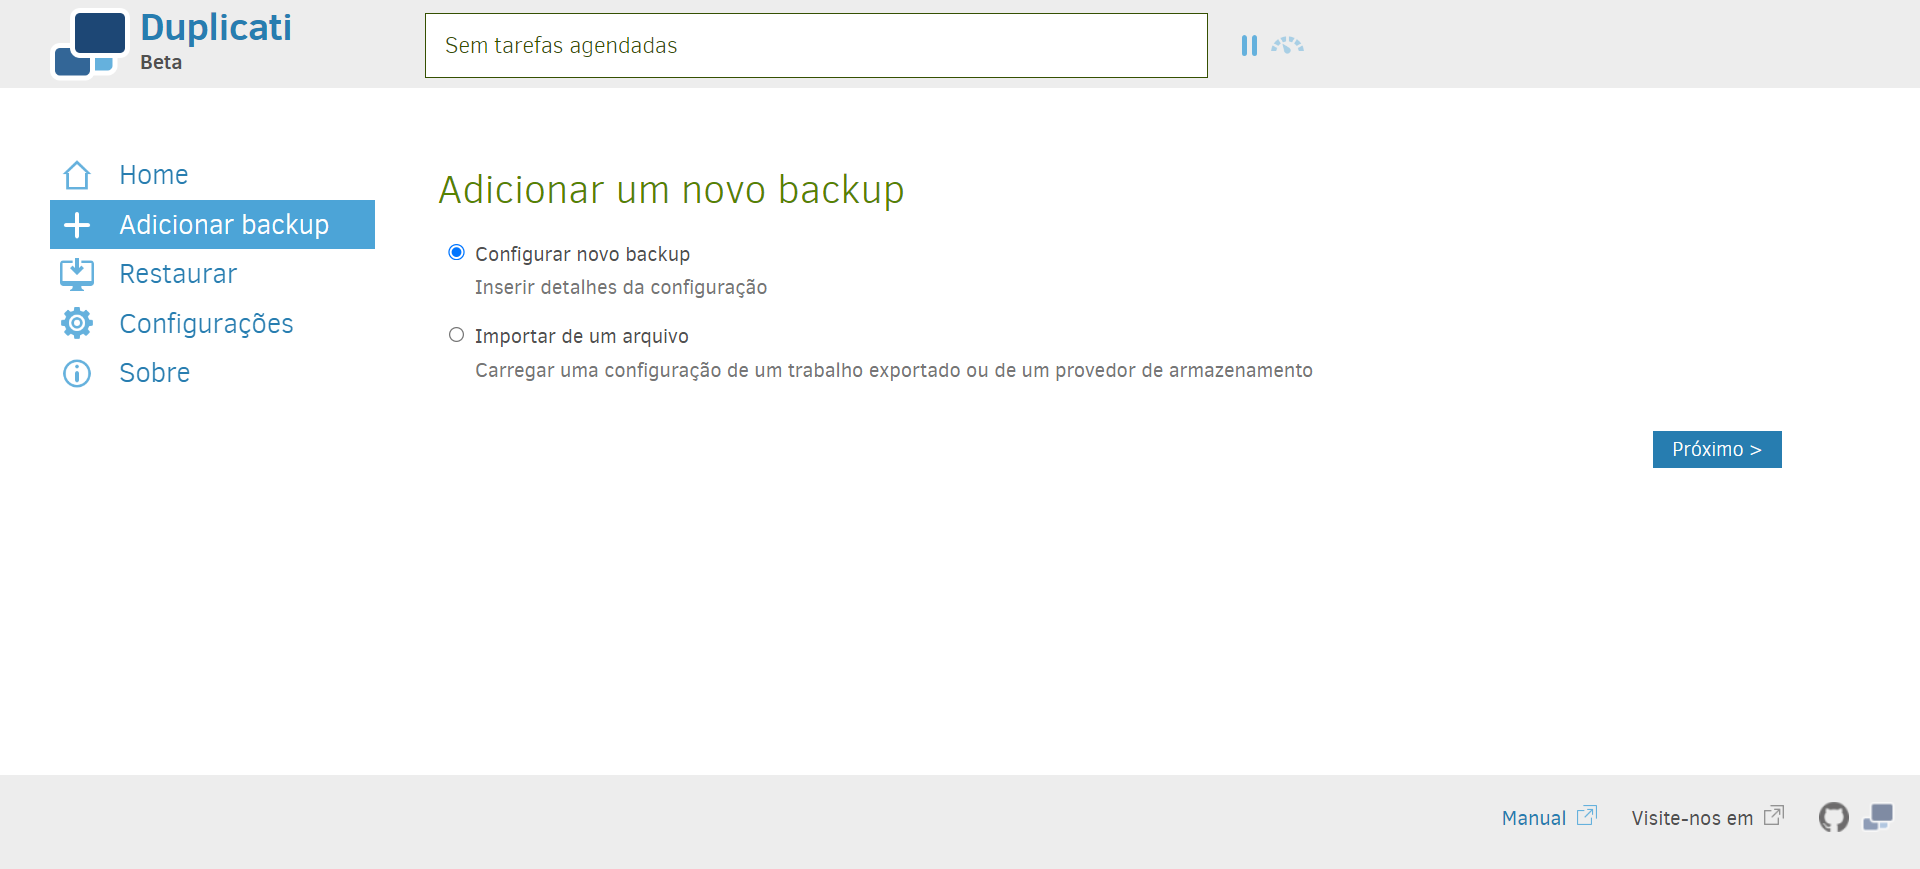 Duplicati
Beta
Sem tarefas agendadas
Home
Adicionar backup
Restaurar
Configurações
Sobre
Adicionar um novo backup
Configurar novo backup
Inserir detalhes da configuração
Importar de um arquivo
Carregar uma configuração de um trabalho exportado ou de um provedor de armazenamento
Próximo >
Manual
Visite-nos em